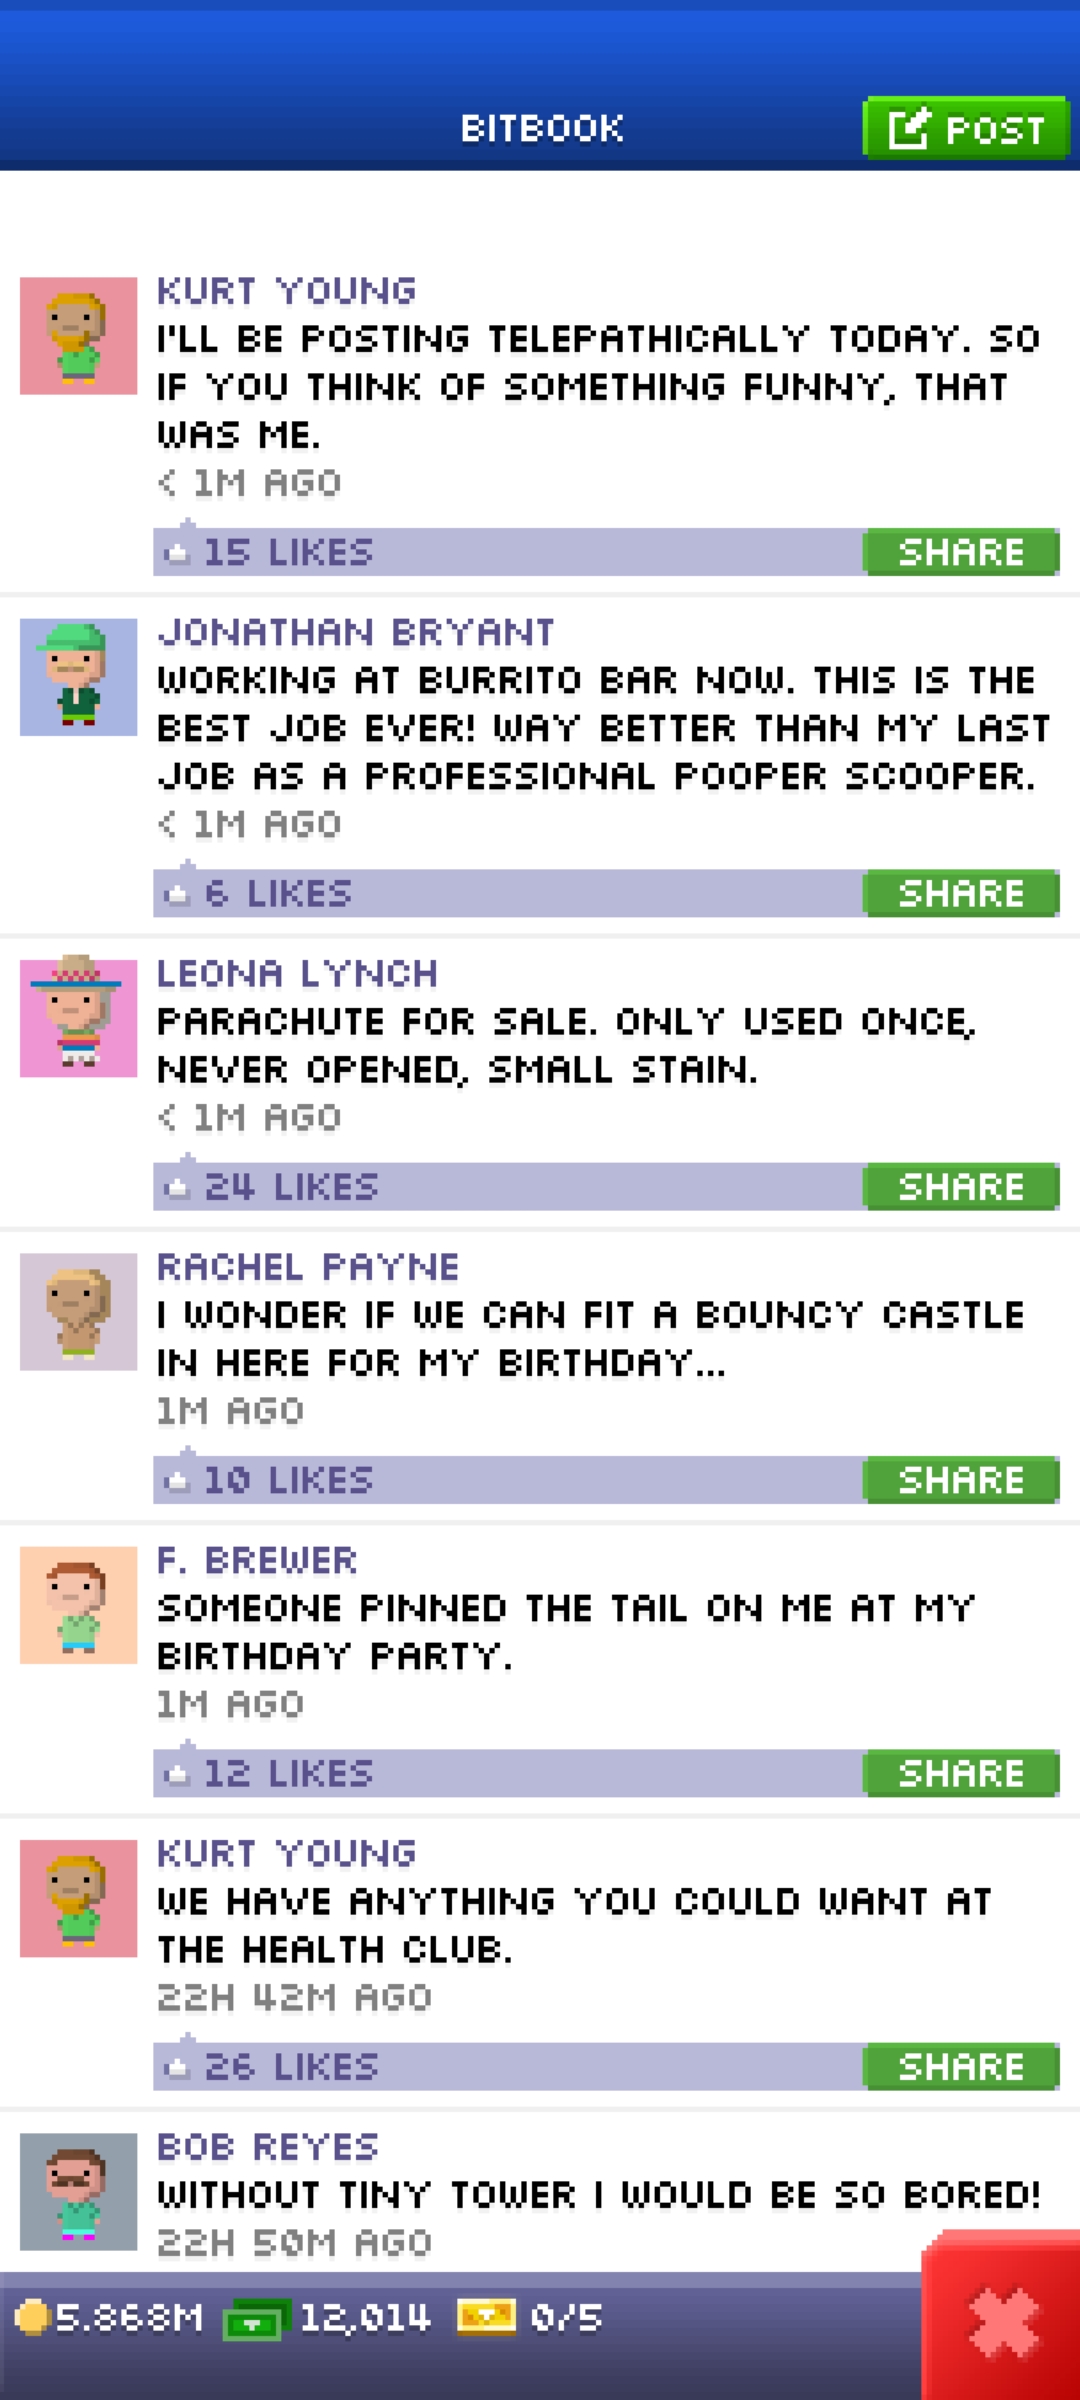 BITBOOK
POST
KURT YOUNG
I'LL BE POSTING TELEPATHICALLY TODAY. SO
IF YOU THINK OF SOMETHING FUNNY, THAT
WAS ME.
< 1M AGO
15 LIKES
SHARE
JONATHAN BRYANT
WORKING AT BURRITO BAR NOW. THIS IS THE
BEST JOB EVER! WAY BETTER THAN MY LAST
JOB AS A PROFESSIONAL POOPER SCOOPER.
< 1M AGO
6 LIKES
SHARE
LEONA LYNCH
PARACHUTE FOR SALE. ONLY USED ONCE,
NEVER OPENED, SMALL STAIN.
< 1M AGO
24 LIKES
SHARE
RACHEL PAYNE
I WONDER IF WE CAN FIT A BOUNCY CASTLE
IN HERE FOR MY BIRTHDAY...
1M AGO
10 LIKES
SHARE
F. BREWER
SOMEONE PINNED THE TAIL ON ME AT MY
BIRTHDAY PARTY.
1M AGO
12 LIKES
SHARE
KURT YOUNG
WE HAVE ANYTHING YOU COULD WANT AT
THE HEALTH CLUB.
22H 42M AGO
26 LIKES
SHARE
BOB REYES
WITHOUT TINY TOWER I WOULD BE SO BORED!
22H 50M AGO
5.868M
12,014
0/5